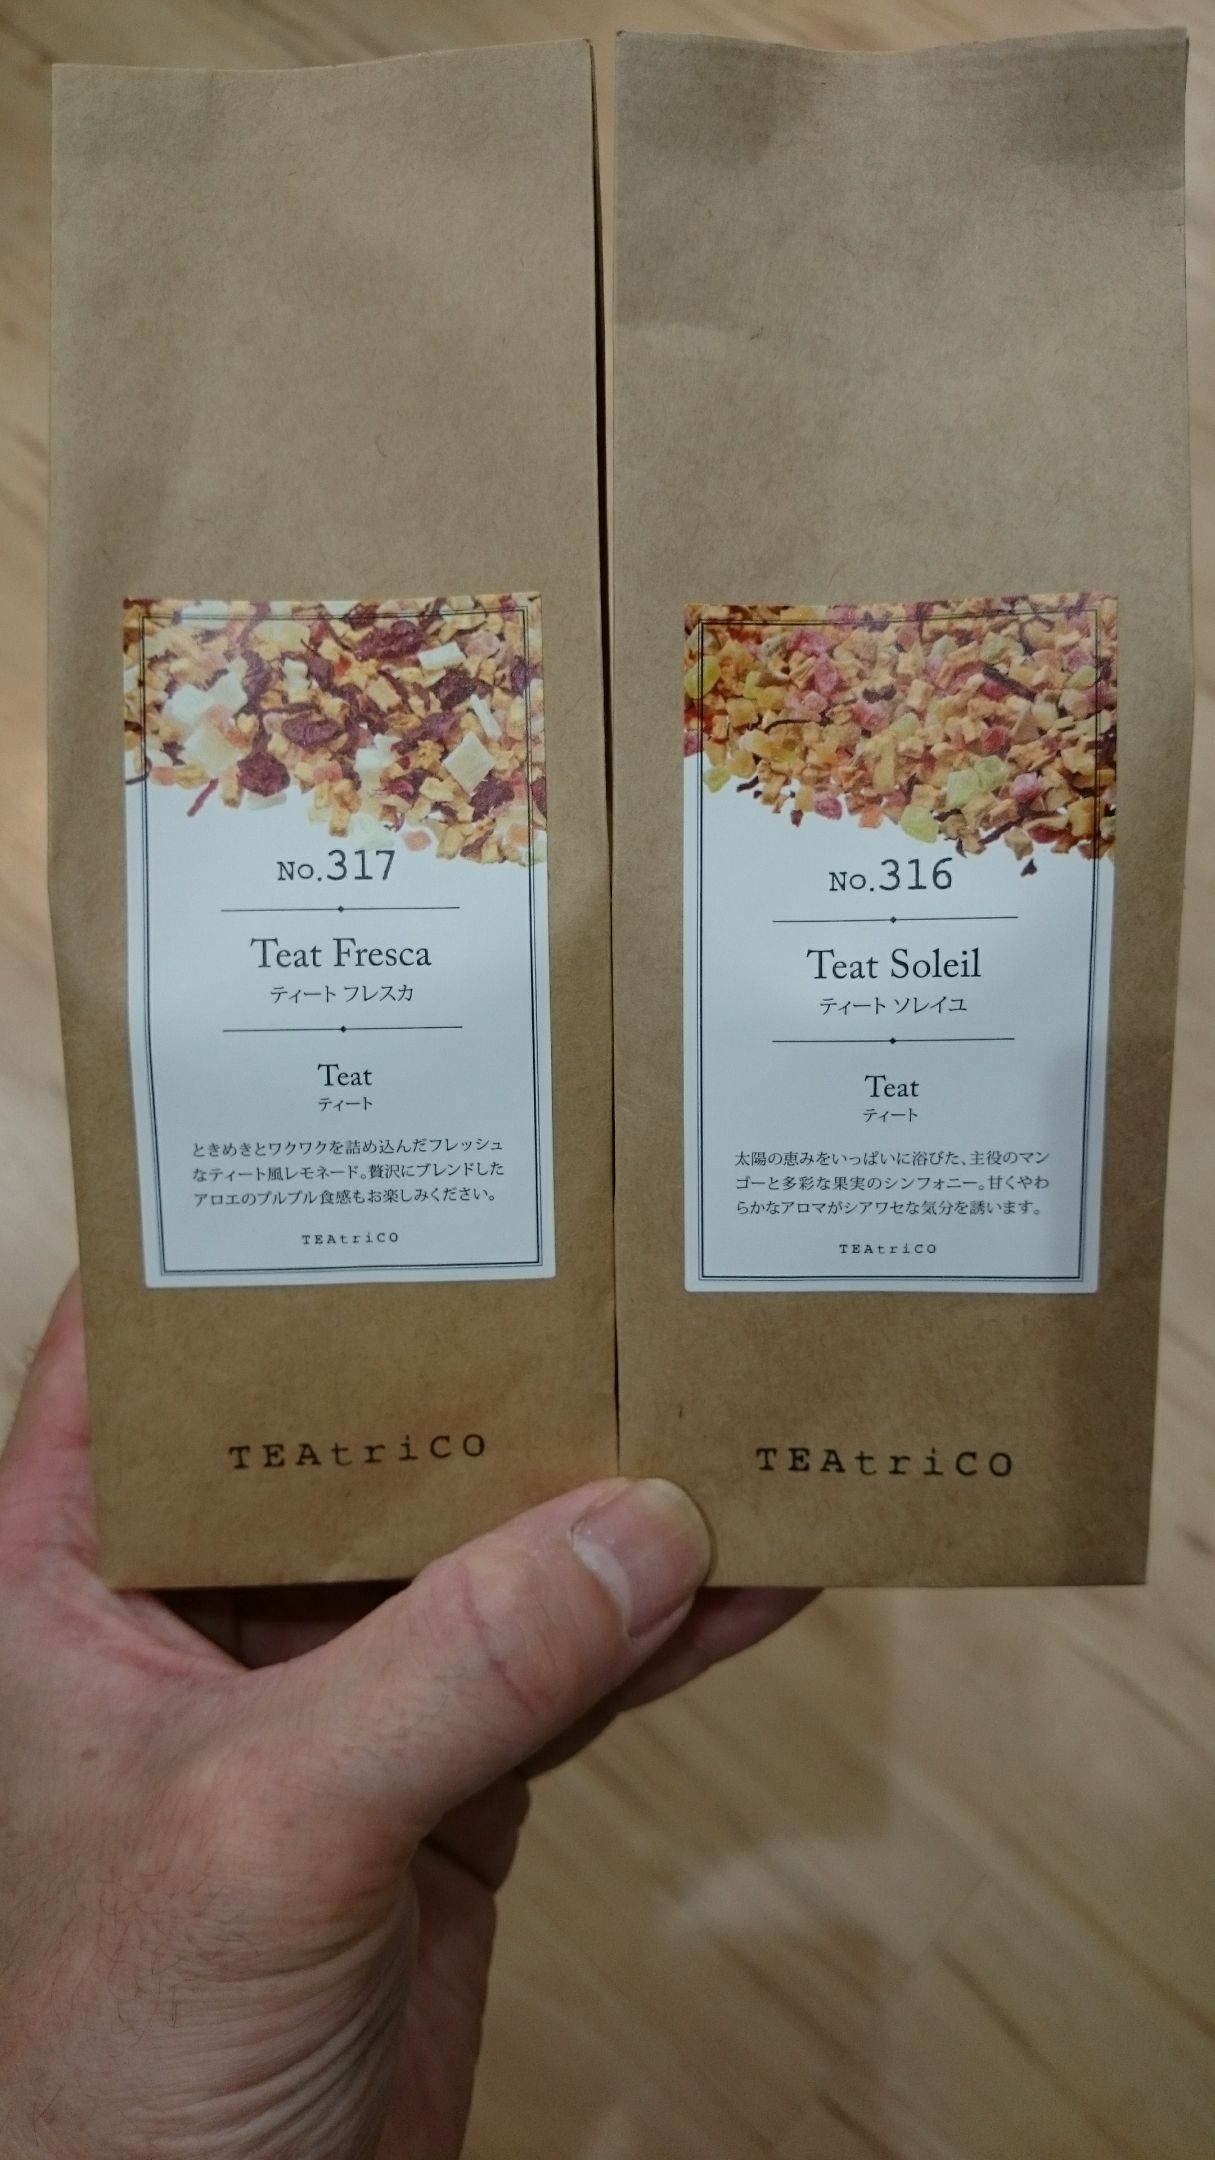 No.317
Teat Fresca
ティート フレスカ
Teat
ティート
ときめきとワクワクを詰め込んだフレッシュ
なティート風レモネード。贅沢にブレンドした
アロエのプルプル食感もお楽しみください。
TEAtriCO
TEAtriCO
No.316
Teat Soleil
ティート ソレイユ
Teat
ティート
太陽の恵みをいっぱいに浴びた、主役のマン
ゴーと多彩な果実のシンフォニー。甘くやわ
らかなアロマがシアワセな気分を誘います。
TEAtriCO
TEAtriCO